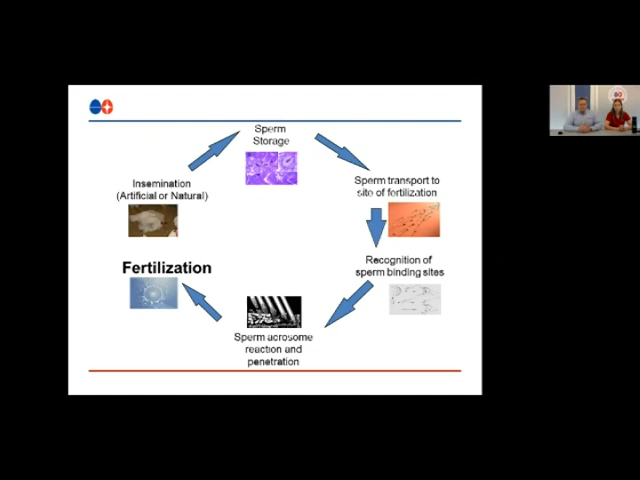 Sperm
Storage
Sperm transport to
site of fertilization
Recognition of
sperm binding sites
Sperm acrosome
reaction and
penetration
Fertilization
Insemination
(Artificial or Natural)